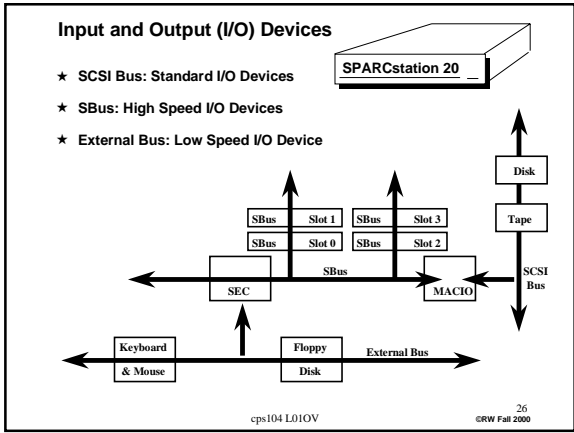 Input and Output (I/O) Devices
SPARCstation 20
★ SCSI Bus: Standard I/O Devices
★ SBus: High Speed I/O Devices
★ External Bus: Low Speed I/O Device
Disk
Tape
SBus Slot 1
SBus Slot 3
SBus Slot 0
SBus Slot 2
SBus
SCSI
Bus
SEC
MACIO
Keyboard
& Mouse
Floppy
Disk
External Bus
cps104 L01OV
26
©RW Fall 2000